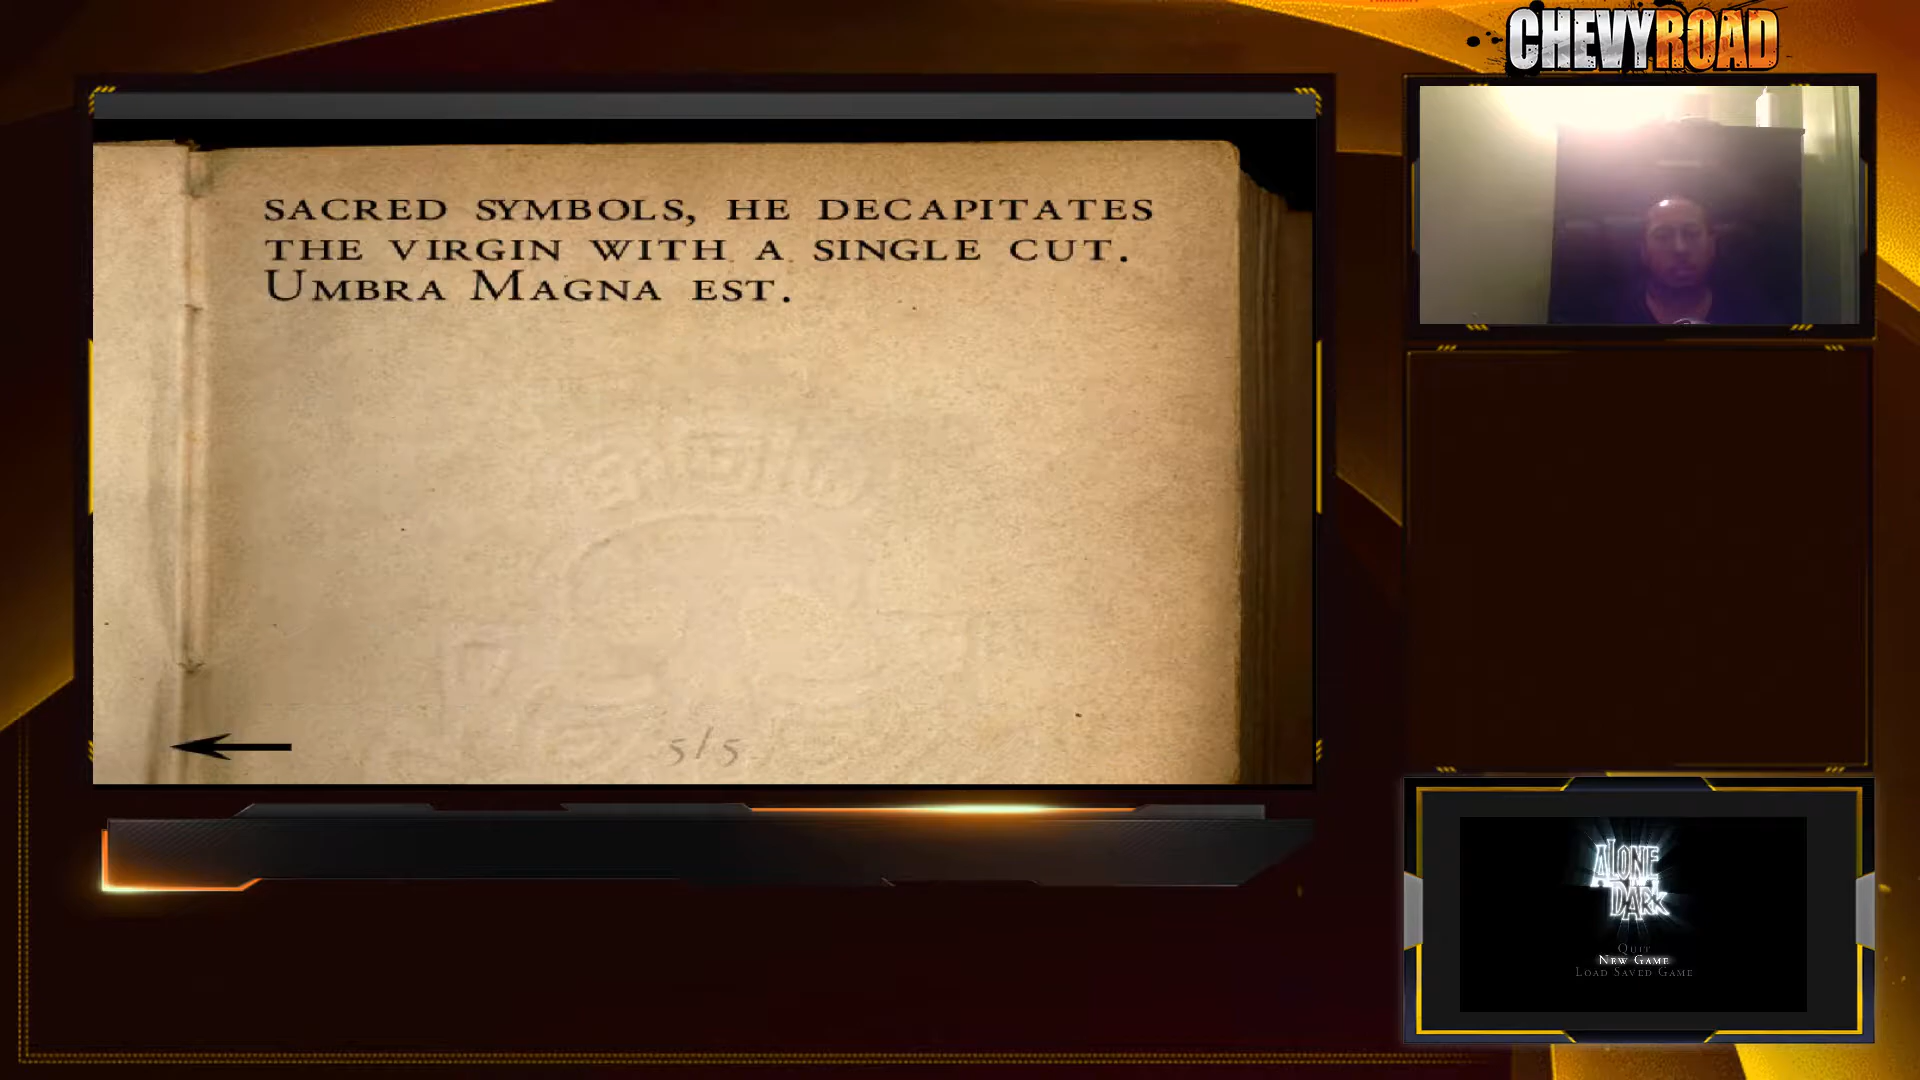 CHEVYROAD
SACRED SYMBOLS, HE DECAPITATES
THE VIRGIN WITH A SINGLE CUT.
UMBRA MAGNA EST.
5/5
ALONE
IN THE
DARK
QUIT
NEW GAME
LOAD SAVED GAME